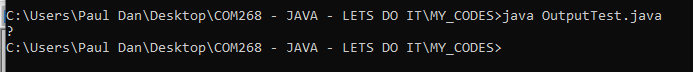 C:\Users\Paul Dan\Desktop\COM268 - JAVA - LETS DO IT\MY_CODES>java OutputTest.java
?
C:\Users\Paul Dan\Desktop\COM268 - JAVA - LETS DO IT\MY_CODES>